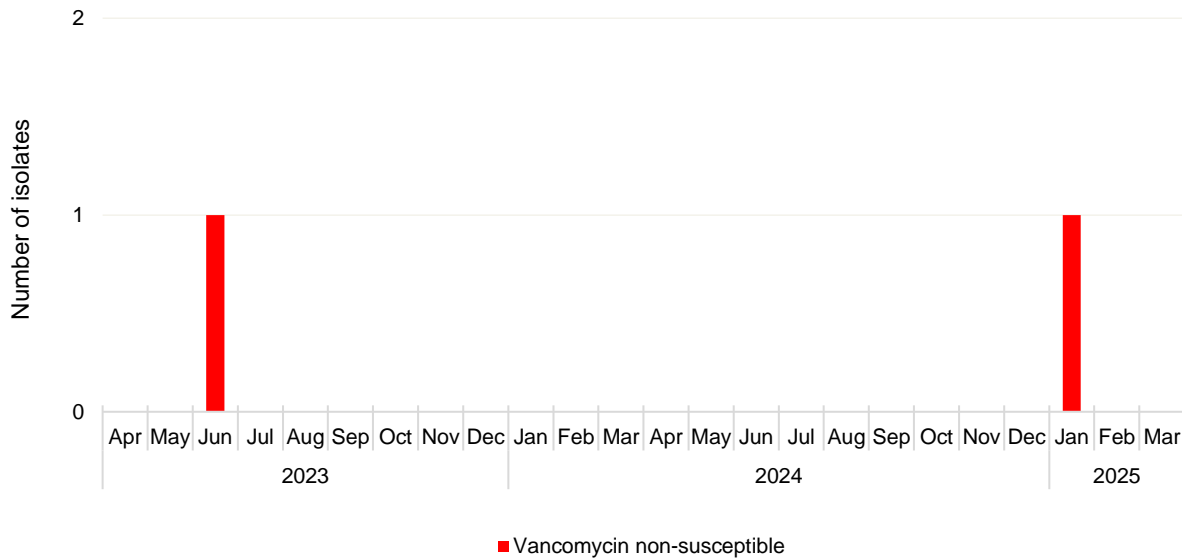 Number of isolates
2
1
0
Apr May Jun Jul Aug Sep Oct Nov Dec Jan Feb Mar Apr May Jun Jul Aug Sep Oct Nov Dec Jan Feb Mar
2023 2024 2025
Vancomycin non-susceptible